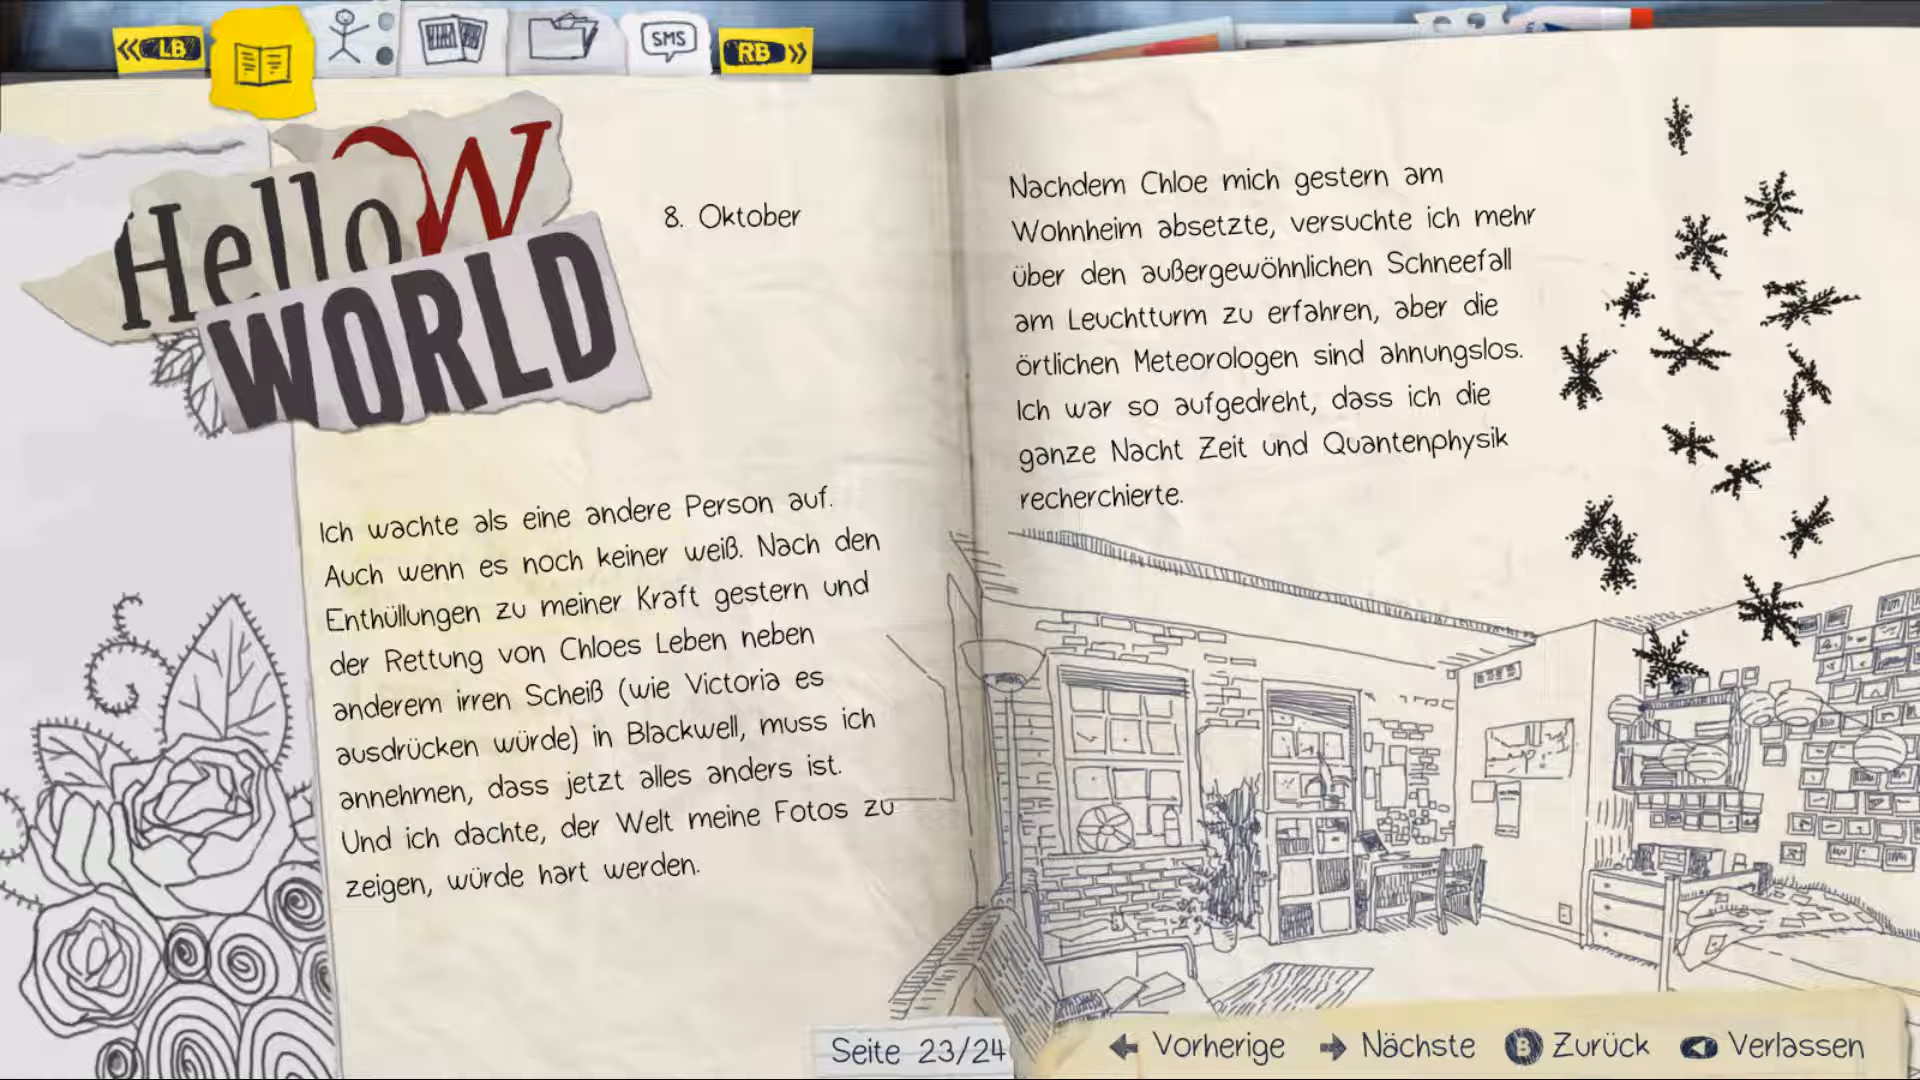 LB
SMS
RB
Hello W
WORLD
8. Oktober
Ich wachte als eine andere Person auf.
Auch wenn es noch keiner weiß. Nach den
Enthüllungen zu meiner Kraft gestern und
der Rettung von Chloes Leben neben
anderem irren Scheiß (wie Victoria es
ausdrücken würde) in Blackwell, muss ich
annehmen, dass jetzt alles anders ist.
Und ich dachte, der Welt meine Fotos zu
zeigen, würde hart werden.
Nachdem Chloe mich gestern am
Wohnheim absetzte, versuchte ich mehr
über den außergewöhnlichen Schneefall
am Leuchtturm zu erfahren, aber die
örtlichen Meteorologen sind ahnungslos.
Ich war so aufgedreht, dass ich die
ganze Nacht Zeit und Quantenphysik
recherchierte.
Seite 23/24
Vorherige
Nächste
B Zurück
Verlassen